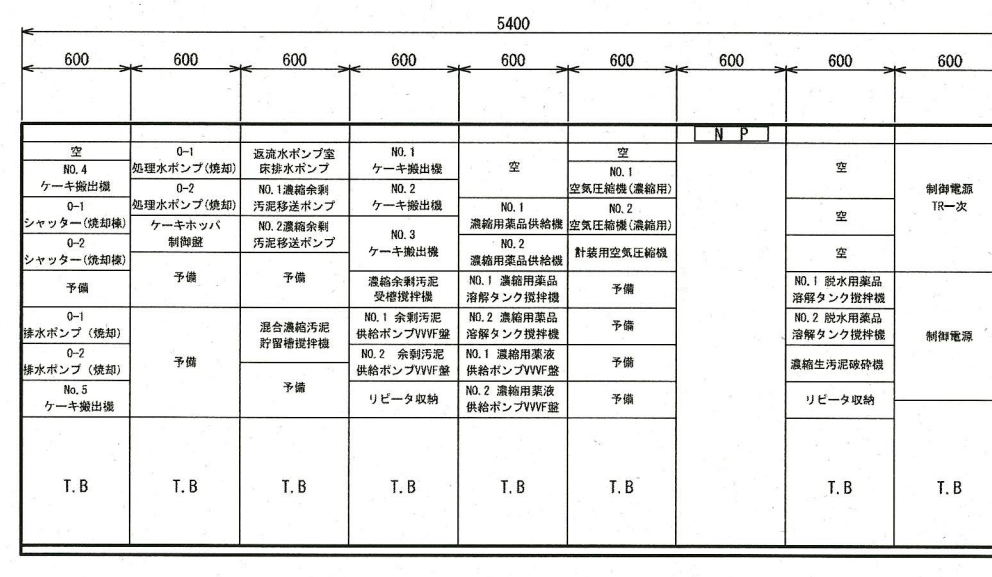 5400
600 600 600 600 600 600 600 600 600
N P
空
NO.4
ケーキ搬出機
0-1
シャッター(焼却棟)
0-2
シャッター(焼却棟)
予備
0-1
排水ポンプ (焼却)
0-2
排水ポンプ (焼却)
No.5
ケーキ搬出機
T.B
0-1
処理水ポンプ(焼却)
0-2
処理水ポンプ(焼却)
ケーキホッパ
制御盤
予備
予備
T.B
返流水ポンプ室
床排水ポンプ
NO.1濃縮余剰
汚泥移送ポンプ
NO.2濃縮余剰
汚泥移送ポンプ
予備
混合濃縮汚泥
貯留槽撹拌機
予備
T.B
NO.1
ケーキ搬出機
NO.2
ケーキ搬出機
NO.3
ケーキ搬出機
濃縮余剰汚泥
受槽撹拌機
NO.1 余剰汚泥
供給ポンプVVVF盤
NO.2 余剰汚泥
供給ポンプVVVF盤
リピータ収納
T.B
空
NO.1
濃縮用薬品供給機
NO.2
濃縮用薬品供給機
NO.1 濃縮用薬品
溶解タンク撹拌機
NO.2 濃縮用薬品
溶解タンク撹拌機
NO.1 濃縮用薬液
供給ポンプVVVF盤
NO.2 濃縮用薬液
供給ポンプVVVF盤
T.B
空
NO.1
空気圧縮機(濃縮用)
NO.2
空気圧縮機(濃縮用)
計装用空気圧縮機
予備
予備
予備
予備
T.B
空
空
空
NO.1 脱水用薬品
溶解タンク撹拌機
NO.2 脱水用薬品
溶解タンク撹拌機
濃縮生汚泥破砕機
リピータ収納
T.B
制御電源
TR一次
制御電源
T.B